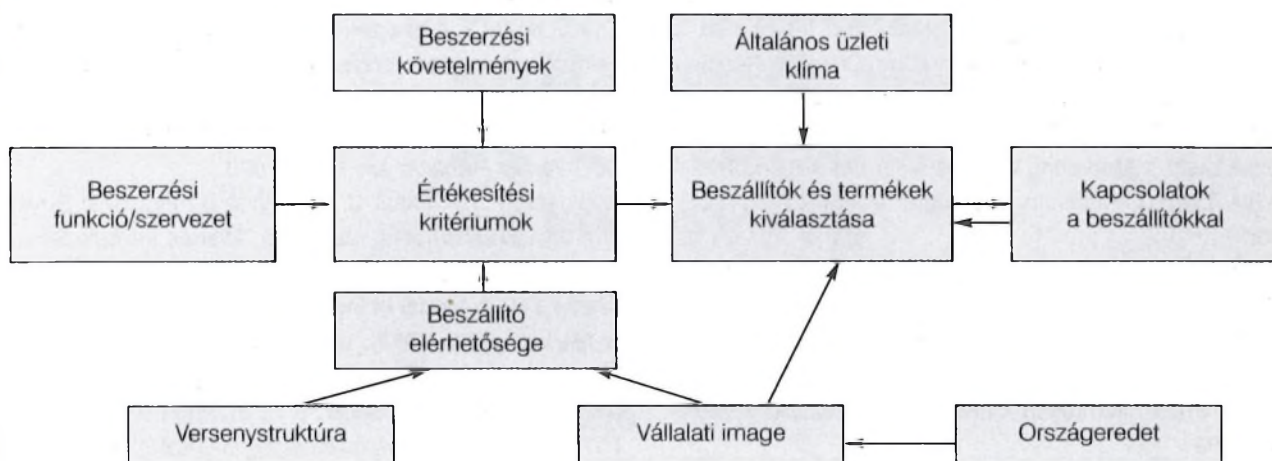 Beszerzési
követelmények
Általános üzleti
klíma
Beszerzési
funkció/szervezet
Értékesítési
kritériumok
Beszállítók és termékek
kiválasztása
Kapcsolatok
a beszállítókkal
Beszállító
elérhetősége
Versenystruktúra
Vállalati image
Országeredet